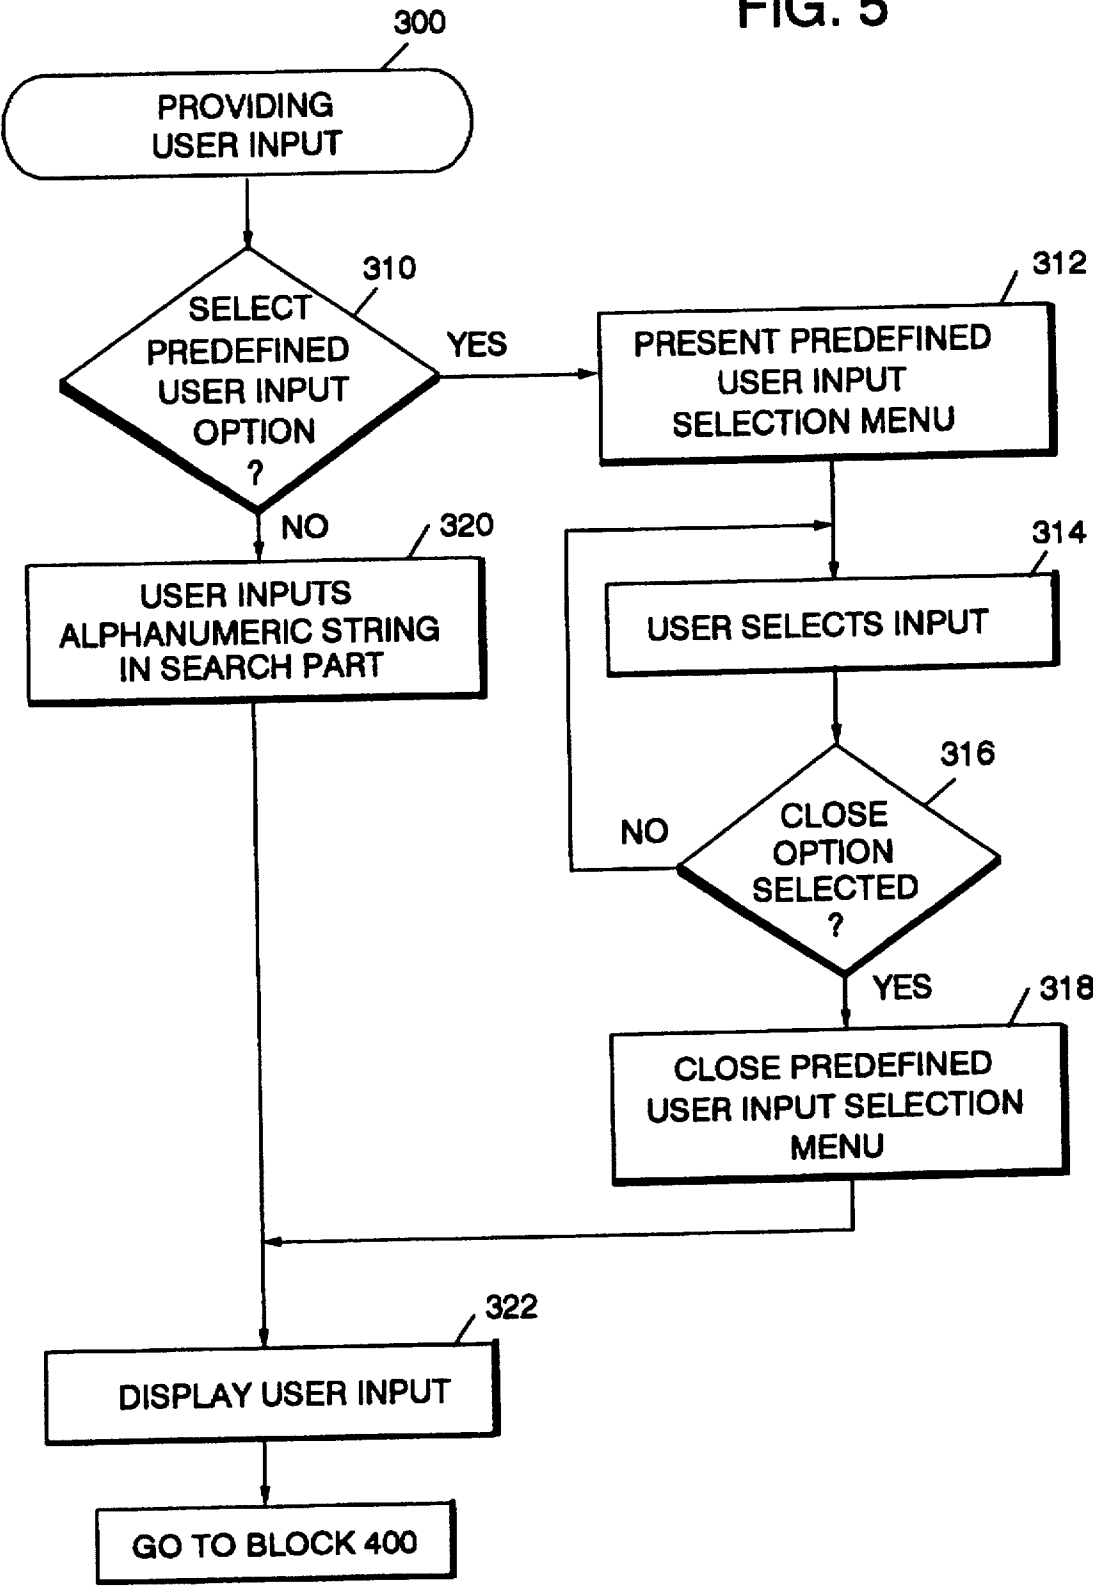 FIG. 5
300
PROVIDING
USER INPUT
310
SELECT
PREDEFINED
USER INPUT
OPTION
?
YES
312
PRESENT PREDEFINED
USER INPUT
SELECTION MENU
NO
320
USER INPUTS
ALPHANUMERIC STRING
IN SEARCH PART
314
USER SELECTS INPUT
316
CLOSE
OPTION
SELECTED
?
NO
YES
318
CLOSE PREDEFINED
USER INPUT SELECTION
MENU
322
DISPLAY USER INPUT
GO TO BLOCK 400